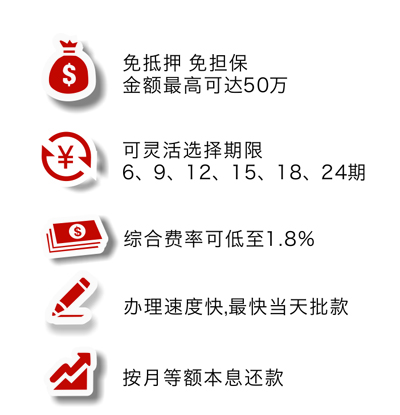 免抵押 免担保
金额最高可达50万
可灵活选择期限
6、9、12、15、18、24期
综合费率可低至1.8%
办理速度快,最快当天批款
按月等额本息还款